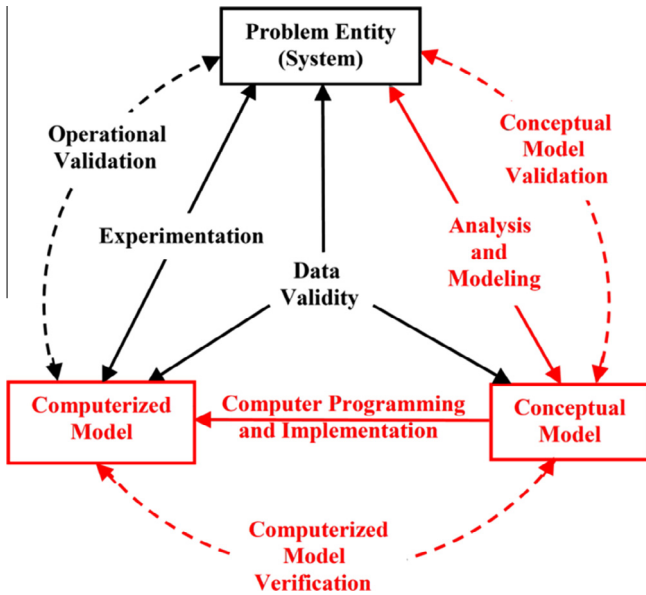 Problem Entity
(System)
Operational
Validation
Conceptual
Model
Validation
Experimentation
Analysis
and
Modeling
Data
Validity
Computerized
Model
Computer Programming
and Implementation
Conceptual
Model
Computerized
Model
Verification